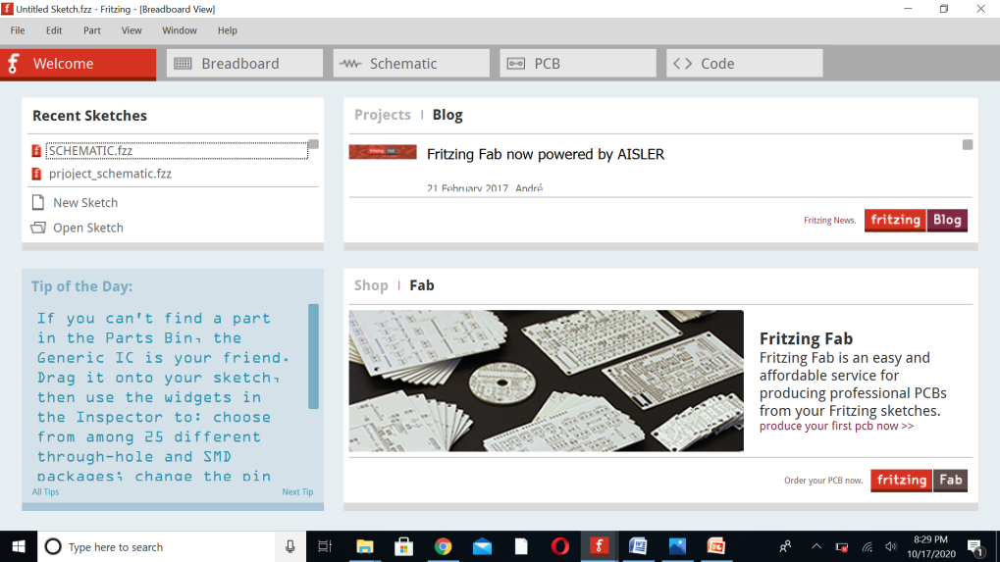 Untitled Sketch.fzz - Fritzing - [Breadboard View]
File Edit Part View Window Help
Welcome Breadboard Schematic PCB Code
Recent Sketches
SCHEMATIC.fzz
prjoject_schematic.fzz
New Sketch
Open Sketch
Projects Blog
Fritzing Fab now powered by AISLER
21 February 2017 André
Fritzing News. fritzing Blog
Tip of the Day:
If you can't find a part
in the Parts Bin, the
Generic IC is your friend.
Drag it onto your sketch,
then use the widgets in
the Inspector to: choose
from among 25 different
through-hole and SMD
packages; change the pin
All Tips Next Tip
Shop Fab
Fritzing Fab
Fritzing Fab is an easy and
affordable service for
producing professional PCBs
from your Fritzing sketches.
produce your first pcb now >>
Order your PCB now. fritzing Fab
Type here to search
8:29 PM
10/17/2020
1